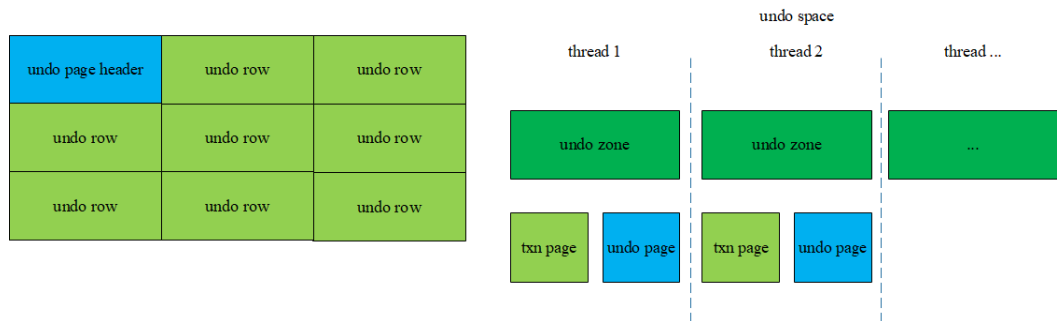 undo page header
undo row
undo row
undo row
undo row
undo row
undo row
undo row
undo row
undo space
thread 1
thread 2
thread ...
undo zone
undo zone
...
txn page
undo page
txn page
undo page